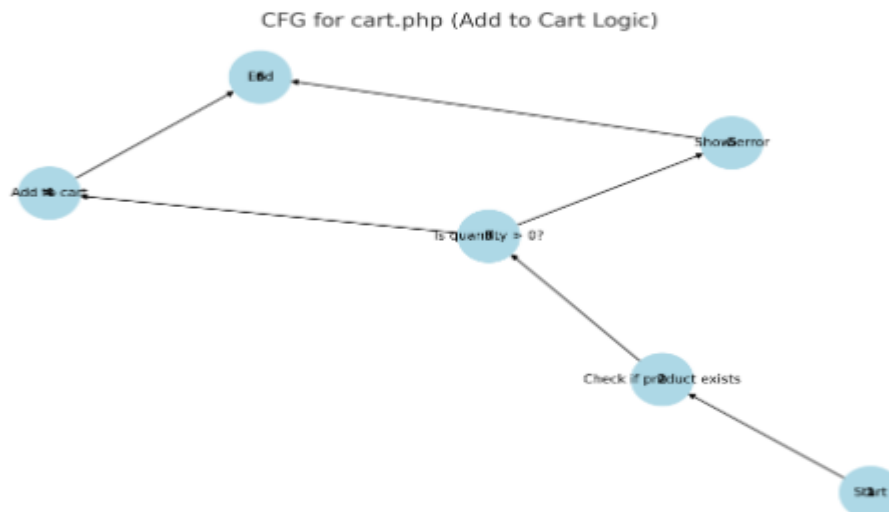 CFG for cart.php (Add to Cart Logic)
End
Show error
Add to cart
Is quantity > 0?
Check if product exists
Start